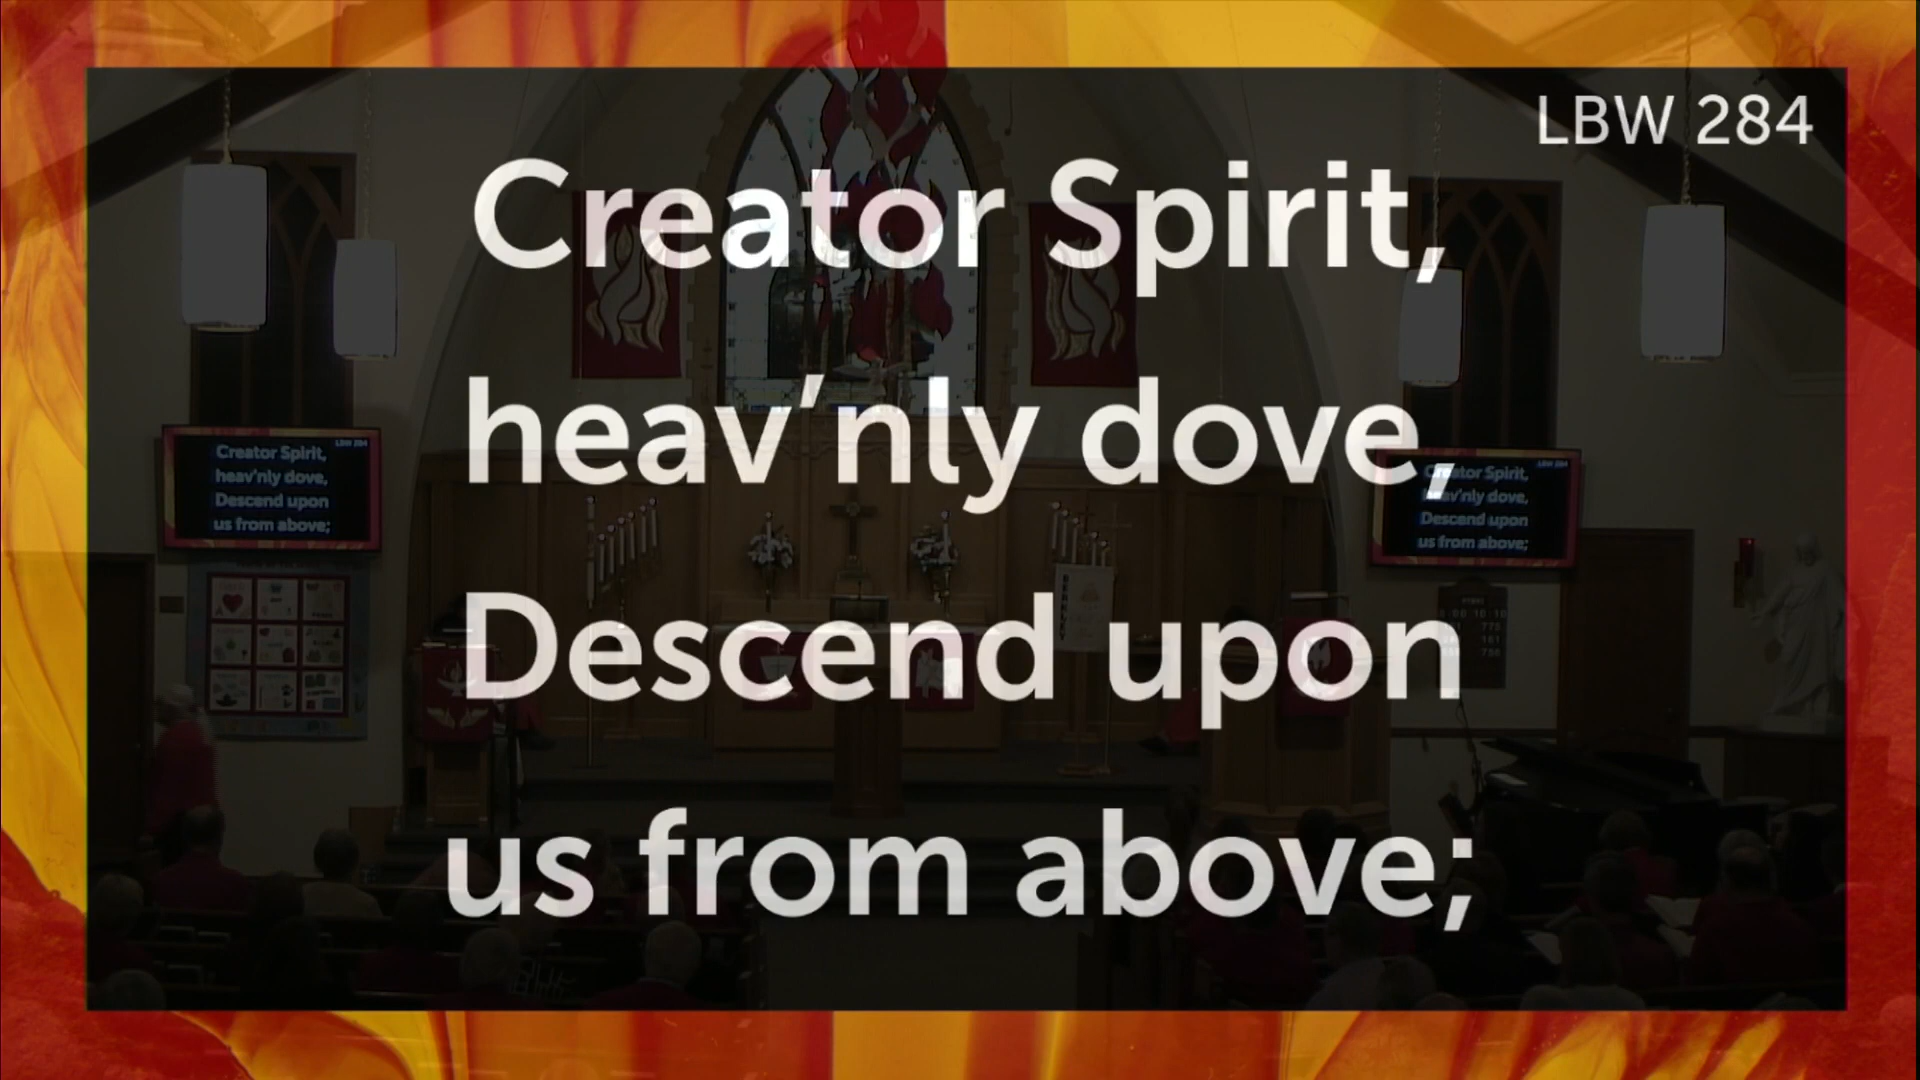 LBW 284
Creator Spirit,
heav’nly dove,
Descend upon
us from above;
LBW 284
Creator Spirit,
heav’nly dove,
Descend upon
us from above;
LBW 284
Creator Spirit,
heav’nly dove,
Descend upon
us from above;